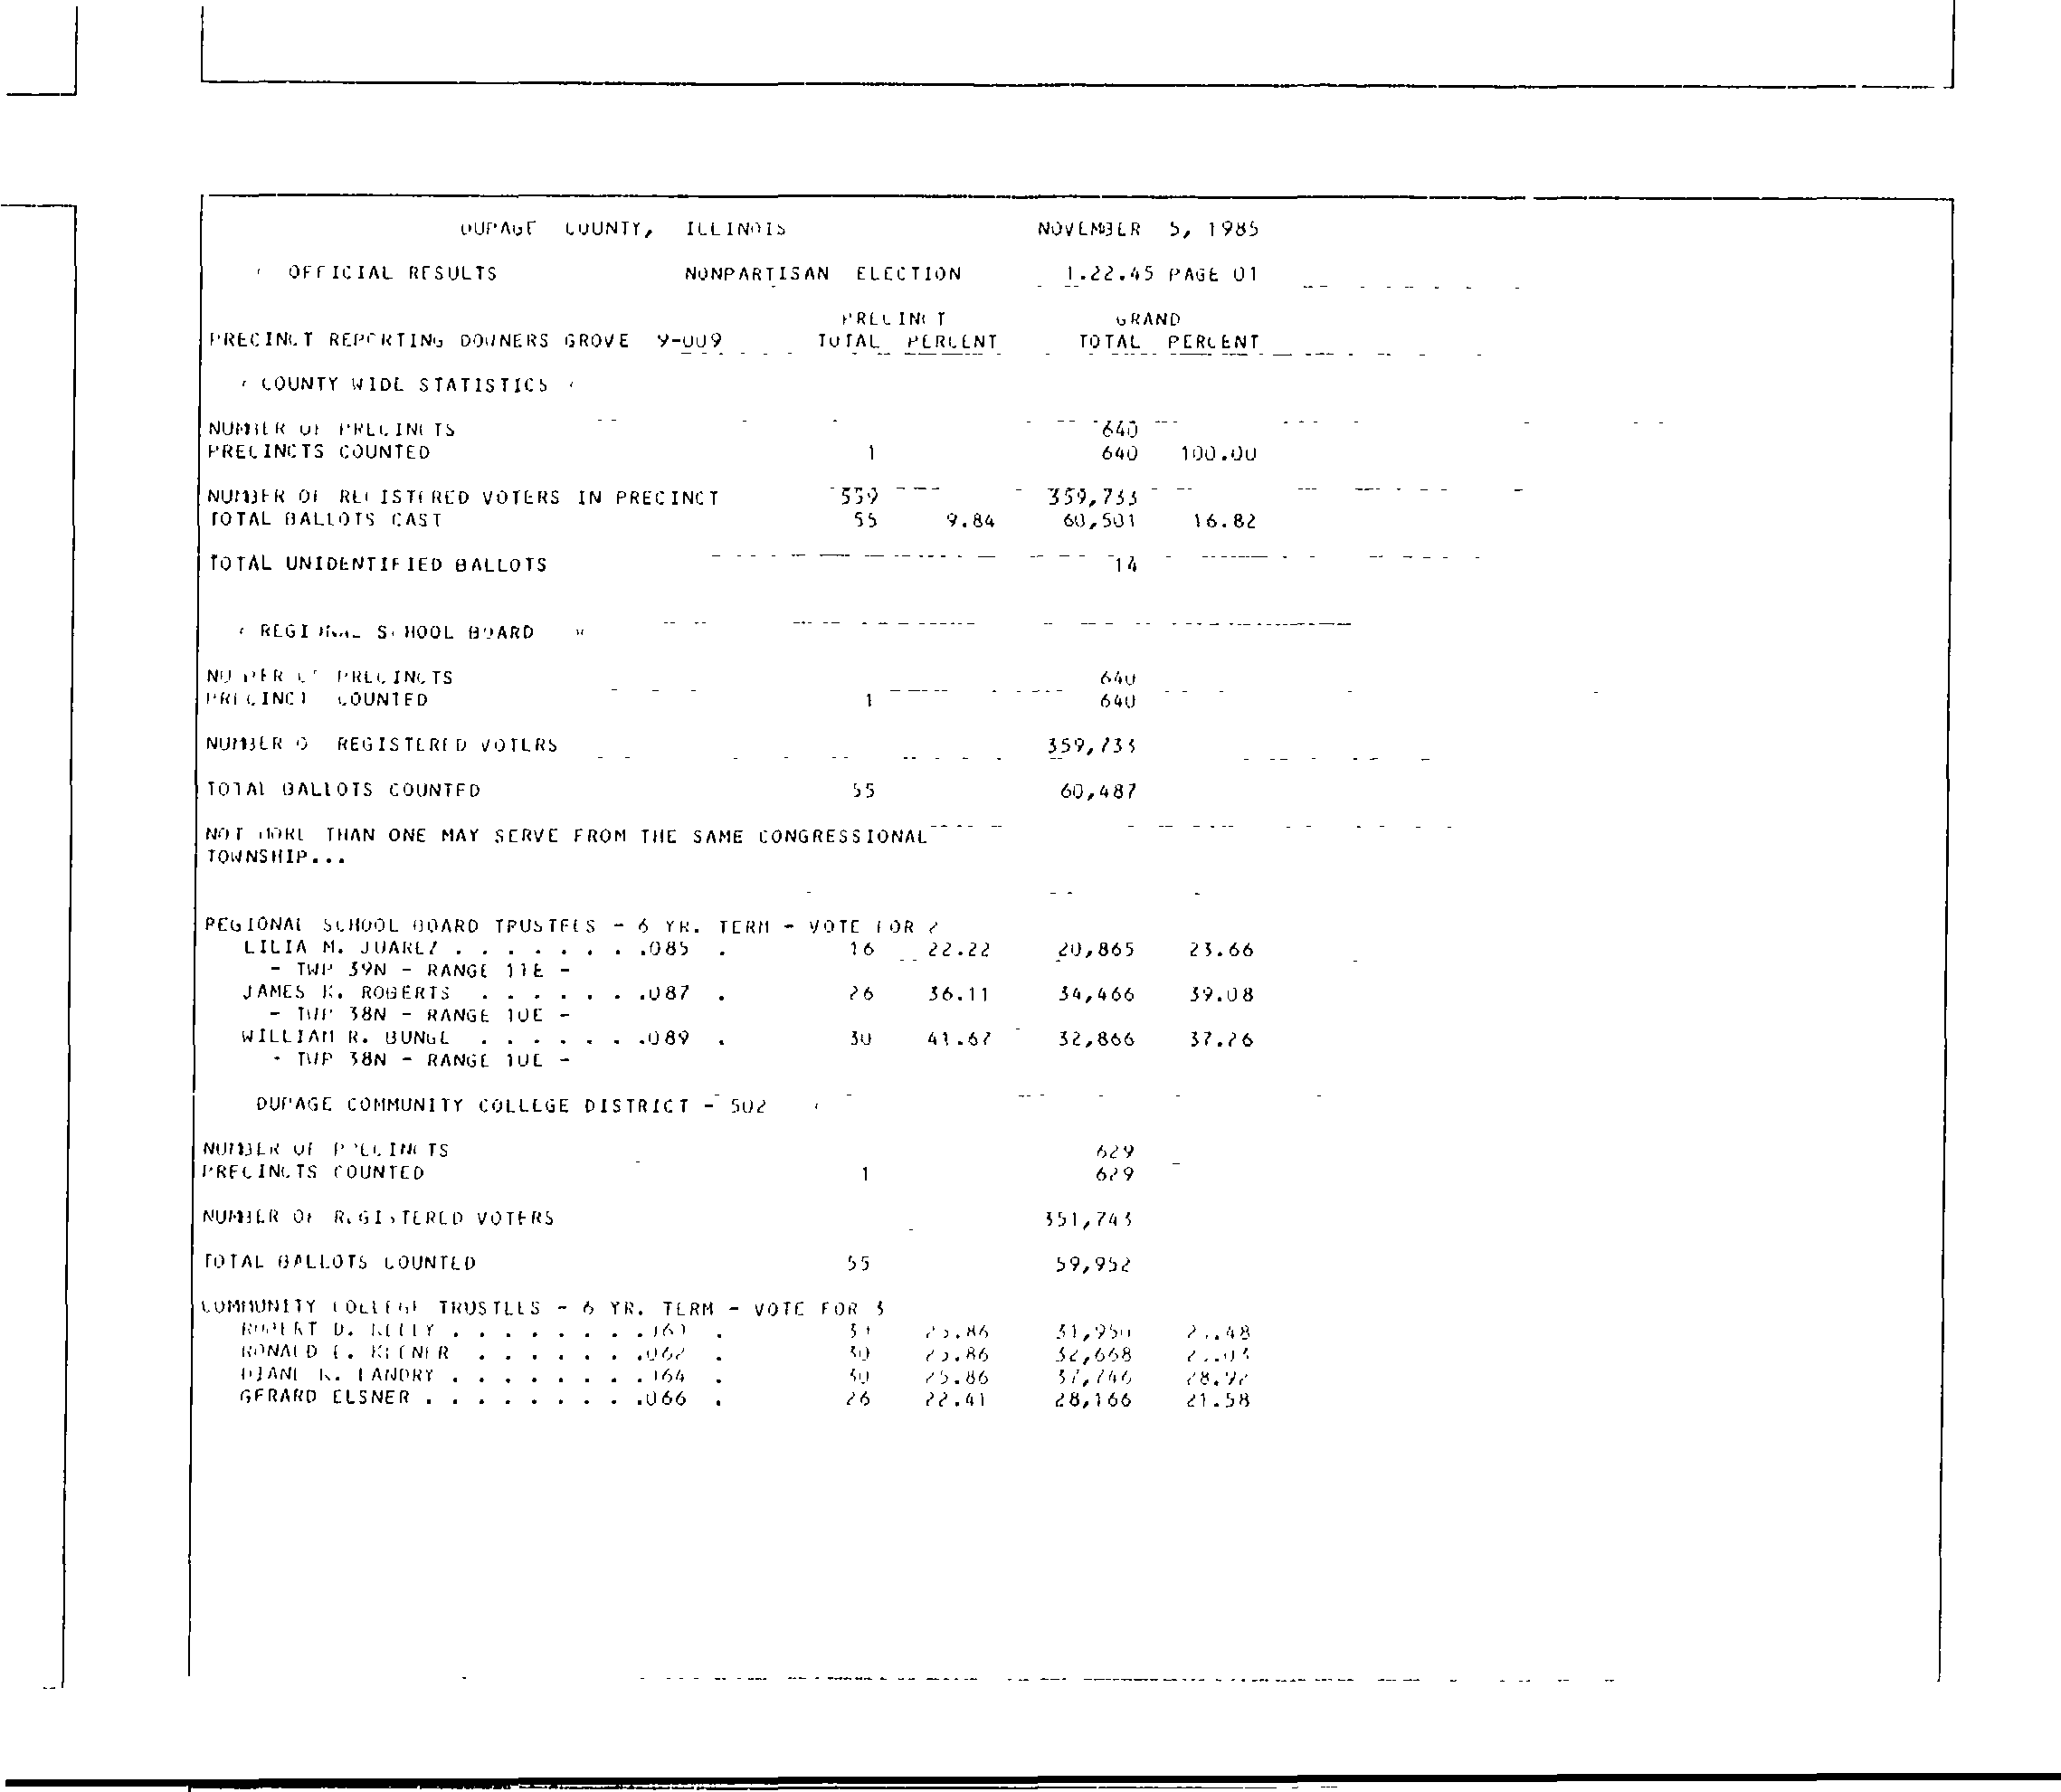 DUPAGE COUNTY, ILLINOIS NOVEMBER 5, 1985
OFFICIAL RESULTS NONPARTISAN ELECTION 1.22.45 PAGE 01
PRECINCT GRAND
PRECINCT REPORTING DOWNERS GROVE 9-009 TOTAL PERCENT TOTAL PERCENT
COUNTY WIDE STATISTICS
NUMBER OF PRECINCTS 640
PRECINCTS COUNTED 1 640 100.00
NUMBER OF REGISTERED VOTERS IN PRECINCT 559 359,733
TOTAL BALLOTS CAST 55 9.84 60,501 16.82
TOTAL UNIDENTIFIED BALLOTS 14
REGIONAL SCHOOL BOARD
NUMBER OF PRECINCTS 640
PRECINCT COUNTED 1 640
NUMBER O REGISTERED VOTERS 359,733
TOTAL BALLOTS COUNTED 55 60,487
NOT MORE THAN ONE MAY SERVE FROM THE SAME CONGRESSIONAL
TOWNSHIP...
REGIONAL SCHOOL BOARD TRUSTEES - 6 YR. TERM - VOTE FOR 2
LILIA M. JUAREZ . . . . . . . .085 . 16 22.22 20,865 23.66
- TWP 39N - RANGE 11E -
JAMES K. ROBERTS . . . . . . .087 . 26 36.11 34,466 39.08
- TWP 38N - RANGE 10E -
WILLIAM R. BUNGE . . . . . . .089 . 30 41.67 32,866 37.26
- TWP 38N - RANGE 10E -
DUPAGE COMMUNITY COLLEGE DISTRICT - 502
NUMBER OF PRECINCTS 629
PRECINCTS COUNTED 1 629
NUMBER OF REGISTERED VOTERS 351,743
TOTAL BALLOTS COUNTED 55 59,952
COMMUNITY COLLEGE TRUSTEES - 6 YR. TERM - VOTE FOR 3
ROBERT D. KELLY . . . . . . . . 25.86
RONALD E. KEENER . . . . . . .062 . 30 25.86 32,668
DIANE K. LANDRY . . . . . . . .064 . 30 25.86 37,746 28.92
GERARD ELSNER . . . . . . . . .066 . 26 22.41 28,166 21.58